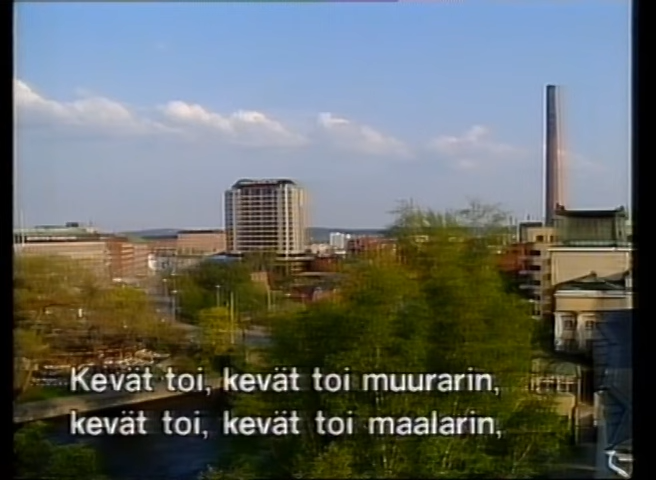 Kevät toi, kevät toi muurarin,
kevät toi, kevät toi maalarin,